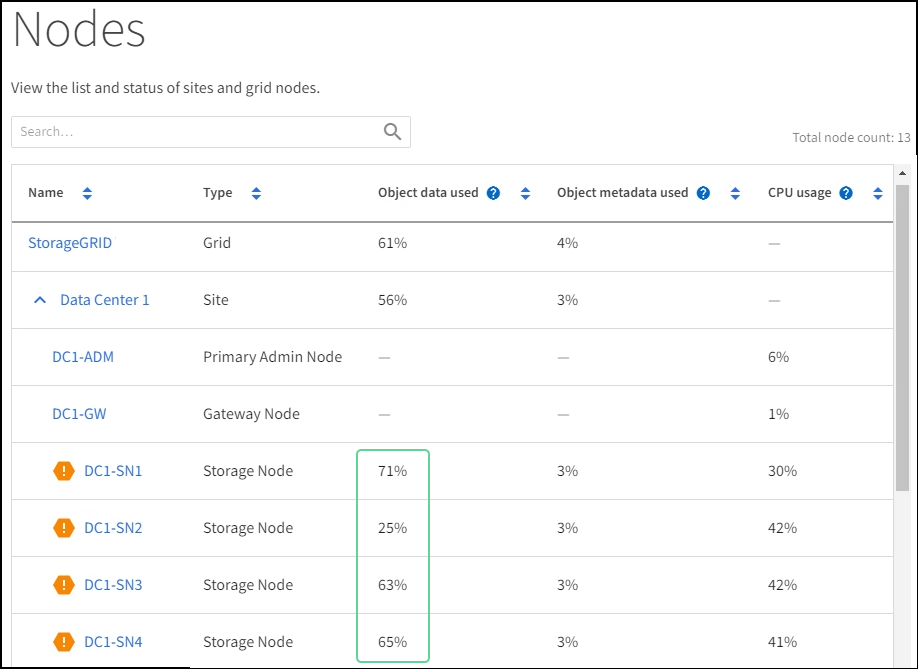 Nodes
View the list and status of sites and grid nodes.
Search...
Total node count: 13
Name Type Object data used ? Object metadata used ? CPU usage ?
StorageGRID Grid 61% 4% —
Data Center 1 Site 56% 3% —
DC1-ADM Primary Admin Node — — 6%
DC1-GW Gateway Node — — 1%
! DC1-SN1 Storage Node 71% 3% 30%
! DC1-SN2 Storage Node 25% 3% 42%
! DC1-SN3 Storage Node 63% 3% 42%
! DC1-SN4 Storage Node 65% 3% 41%